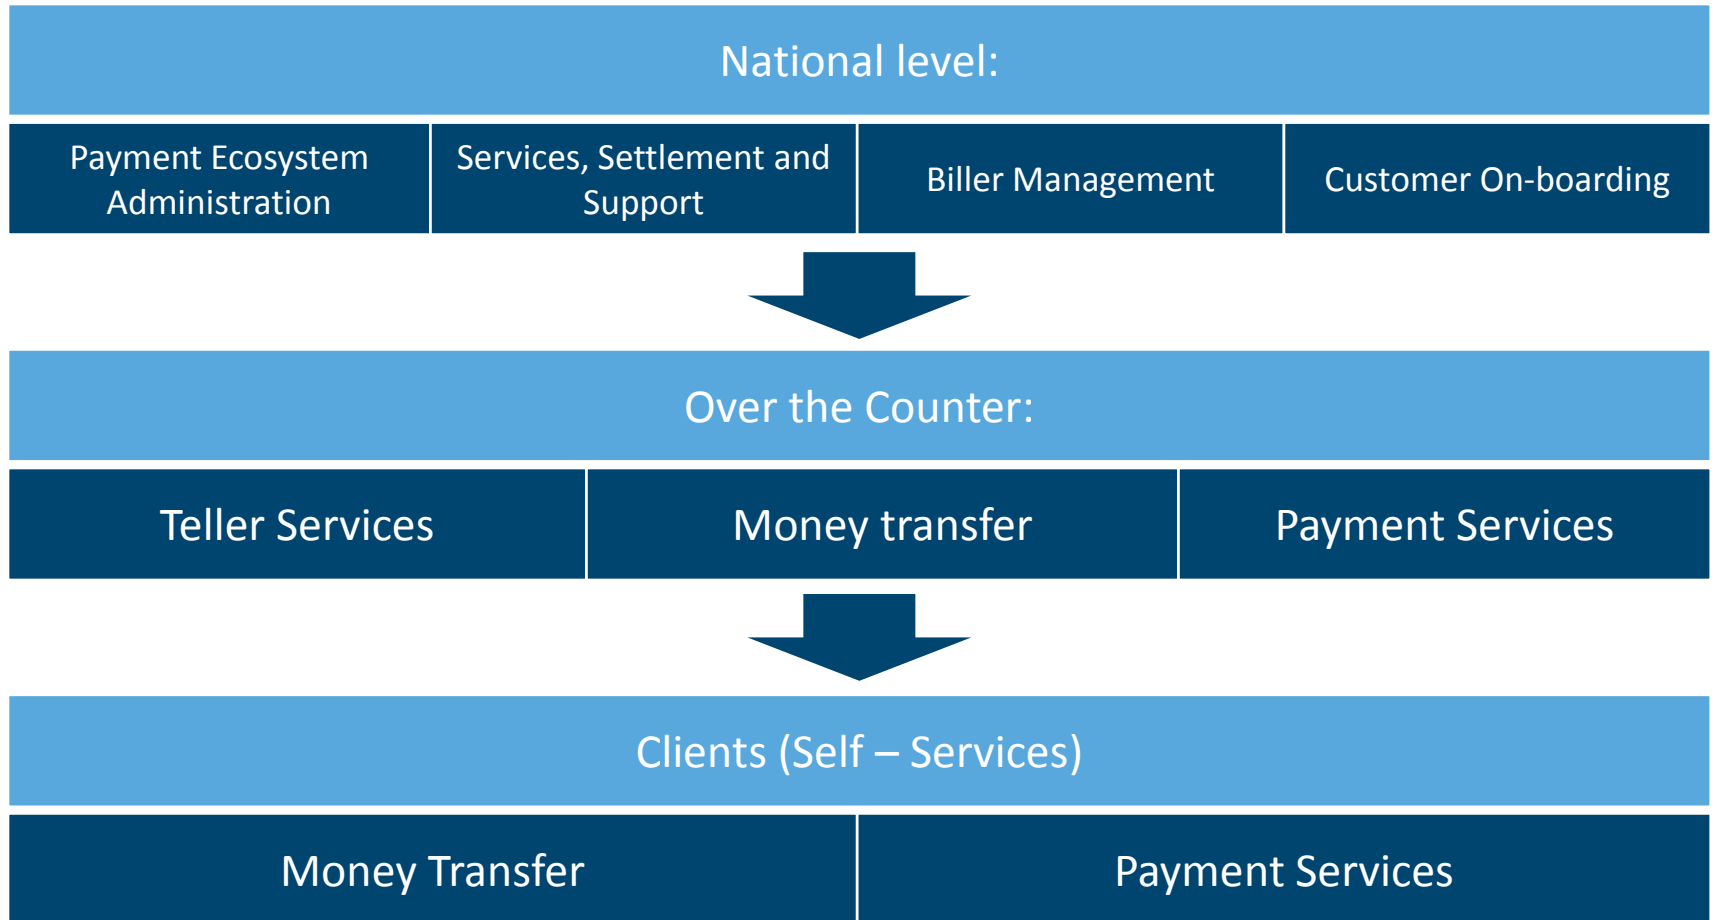 National level:
Payment Ecosystem
Administration
Services, Settlement and
Support
Biller Management
Customer On-boarding
Over the Counter:
Teller Services
Money transfer
Payment Services
Clients (Self – Services)
Money Transfer
Payment Services